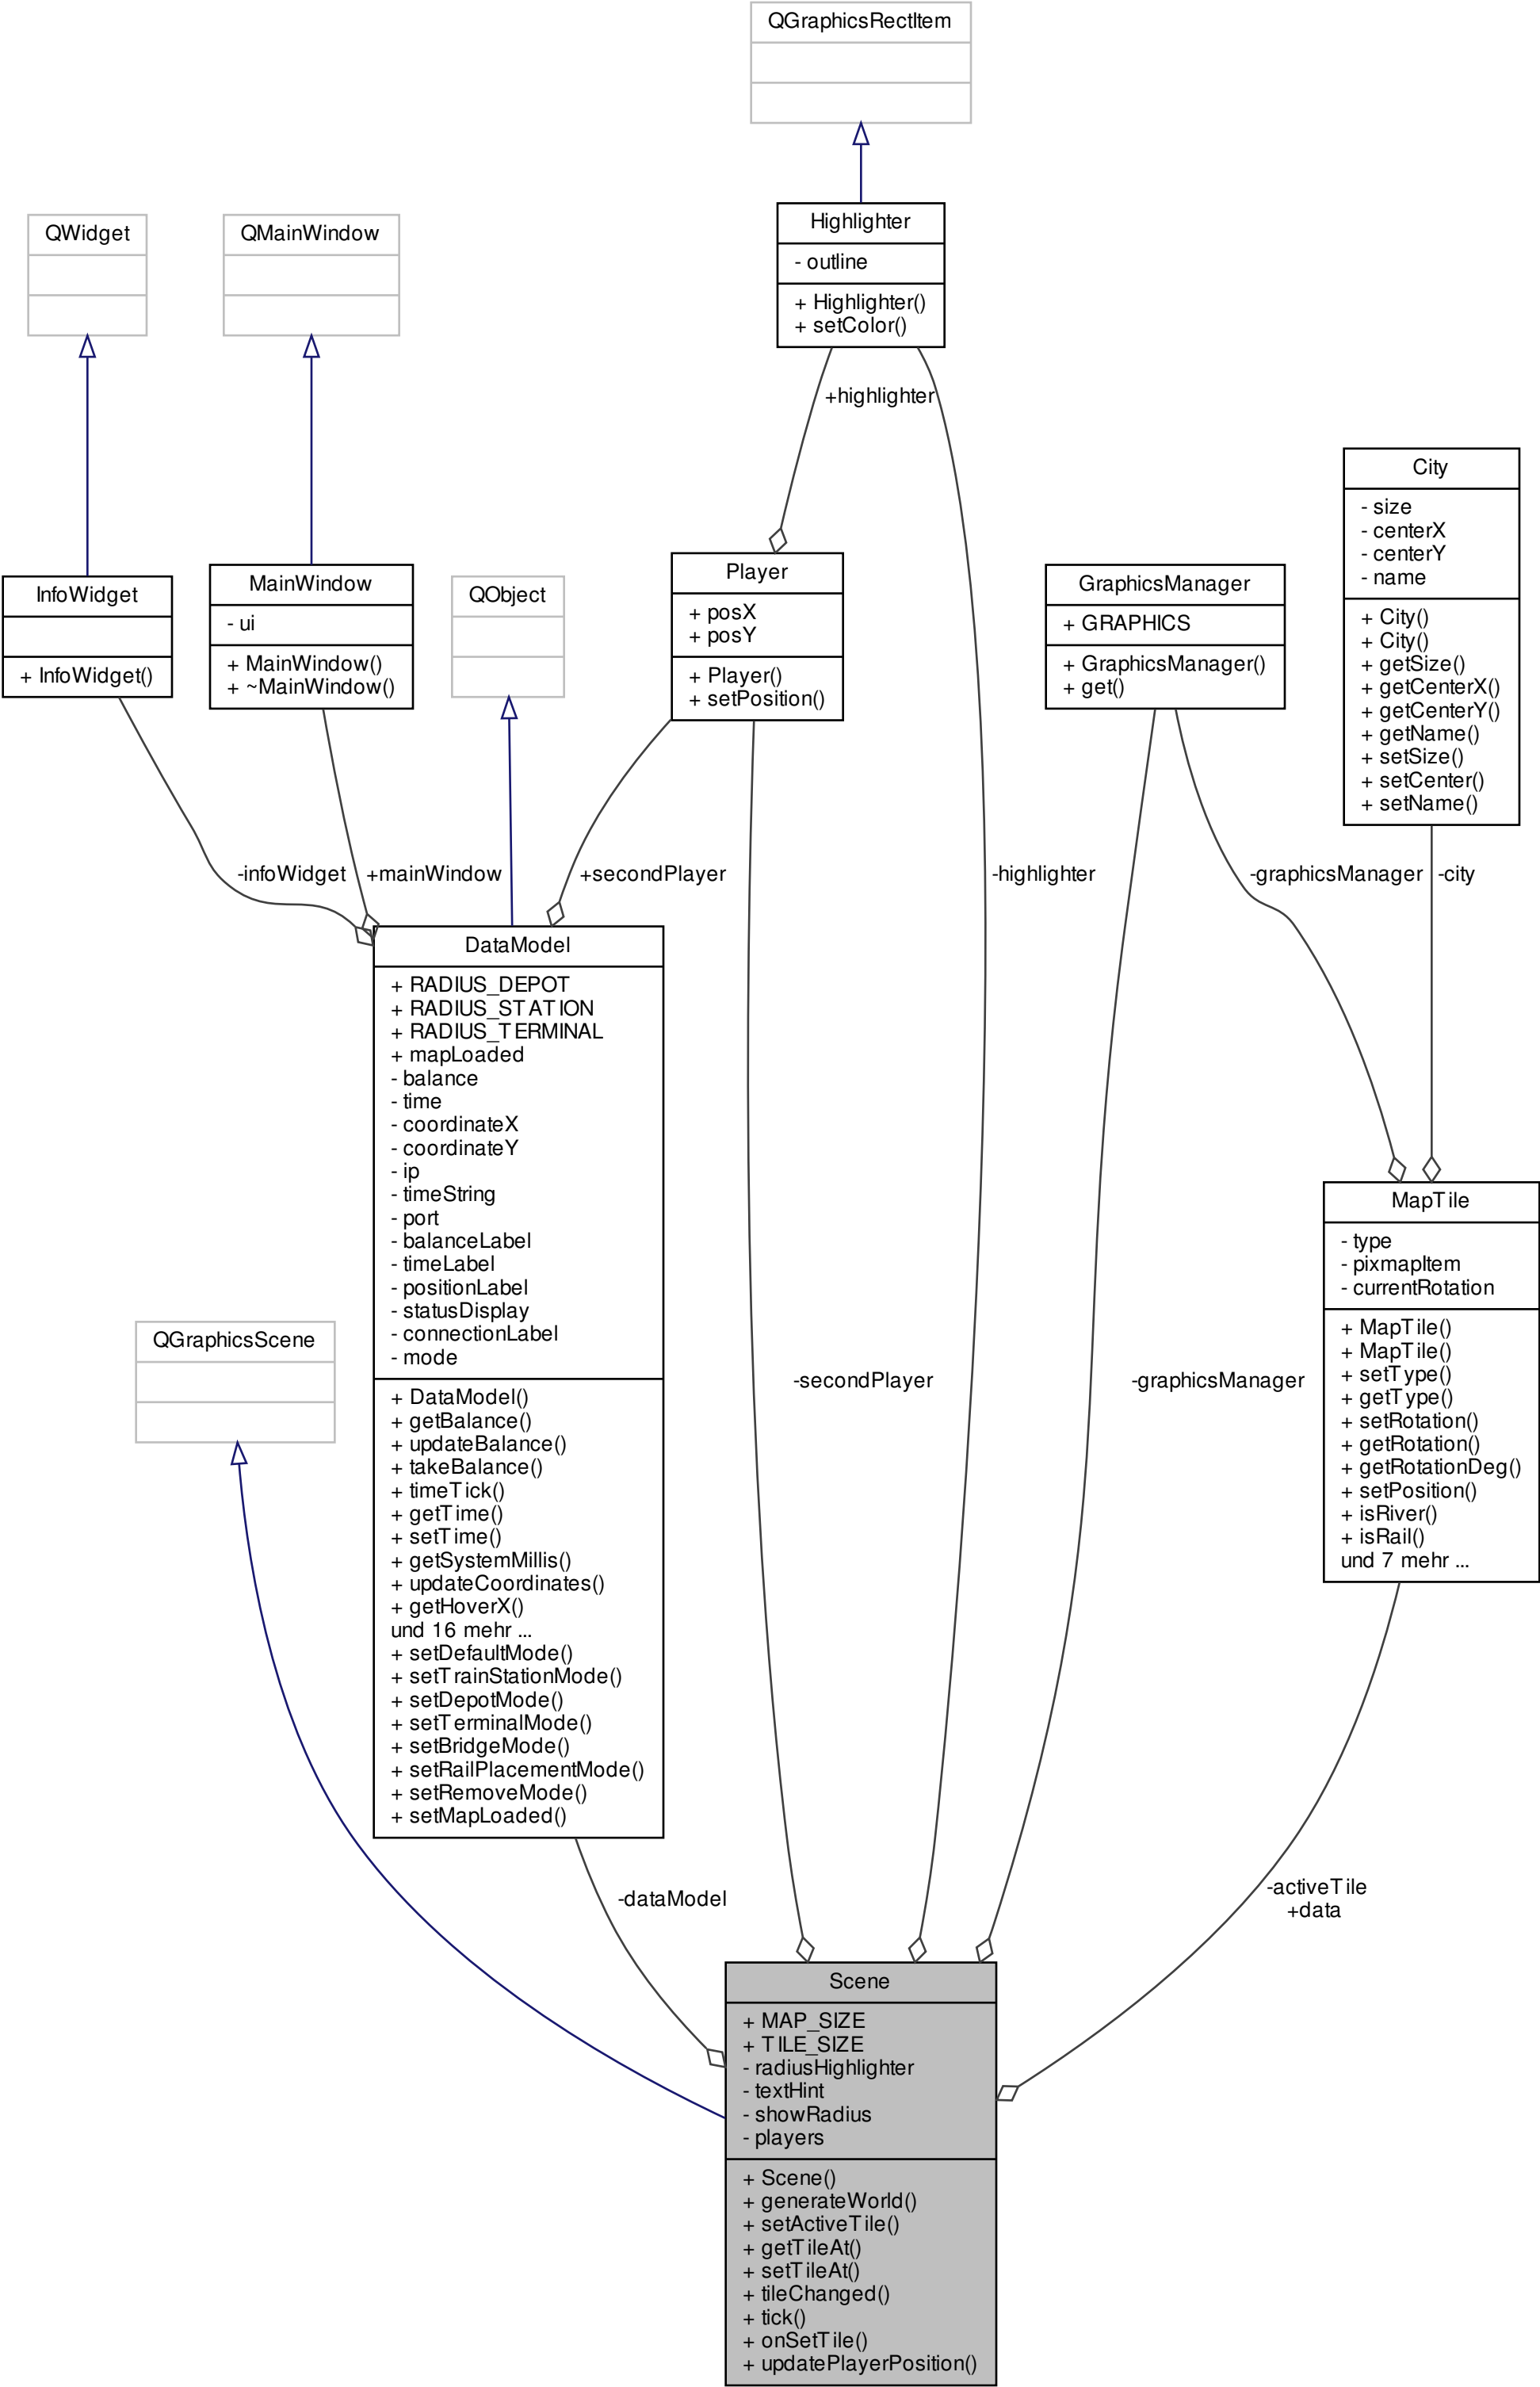 QGraphicsRectItem
Highlighter
- outline
+ Highlighter()
+ setColor()
QWidget
QMainWindow
+highlighter
City
- size
- centerX
- centerY
- name
+ City()
+ City()
+ getSize()
+ getCenterX()
+ getCenterY()
+ getName()
+ setSize()
+ setCenter()
+ setName()
InfoWidget
+ InfoWidget()
MainWindow
- ui
+ MainWindow()
+ ~MainWindow()
QObject
Player
+ posX
+ posY
+ Player()
+ setPosition()
GraphicsManager
+ GRAPHICS
+ GraphicsManager()
+ get()
-infoWidget
+mainWindow
+secondPlayer
-highlighter
-graphicsManager
-city
DataModel
+ RADIUS_DEPOT
+ RADIUS_STATION
+ RADIUS_TERMINAL
+ mapLoaded
- balance
- time
- coordinateX
- coordinateY
- ip
- timeString
- port
- balanceLabel
- timeLabel
- positionLabel
- statusDisplay
- connectionLabel
- mode
+ DataModel()
+ getBalance()
+ updateBalance()
+ takeBalance()
+ timeTick()
+ getTime()
+ setTime()
+ getSystemMillis()
+ updateCoordinates()
+ getHoverX()
und 16 mehr ...
+ setDefaultMode()
+ setTrainStationMode()
+ setDepotMode()
+ setTerminalMode()
+ setBridgeMode()
+ setRailPlacementMode()
+ setRemoveMode()
+ setMapLoaded()
MapTile
- type
- pixmapItem
- currentRotation
+ MapTile()
+ MapTile()
+ setType()
+ getType()
+ setRotation()
+ getRotation()
+ getRotationDeg()
+ setPosition()
+ isRiver()
+ isRail()
und 7 mehr ...
QGraphicsScene
-secondPlayer
-graphicsManager
-dataModel
-activeTile
+data
Scene
+ MAP_SIZE
+ TILE_SIZE
- radiusHighlighter
- textHint
- showRadius
- players
+ Scene()
+ generateWorld()
+ setActiveTile()
+ getTileAt()
+ setTileAt()
+ tileChanged()
+ tick()
+ onSetTile()
+ updatePlayerPosition()